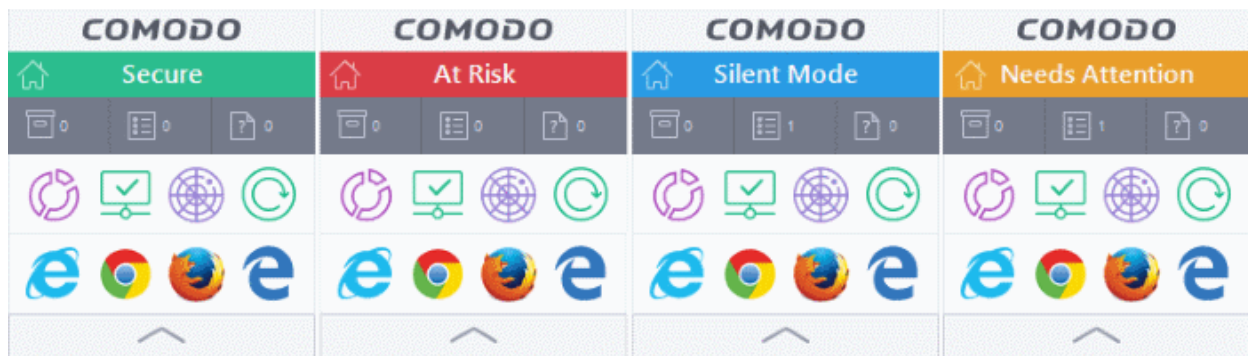 COMODO COMODO COMODO COMODO
Secure At Risk Silent Mode Needs Attention
0 0 ? 0 0 0 ? 0 0 1 ? 0 0 1 ? 0